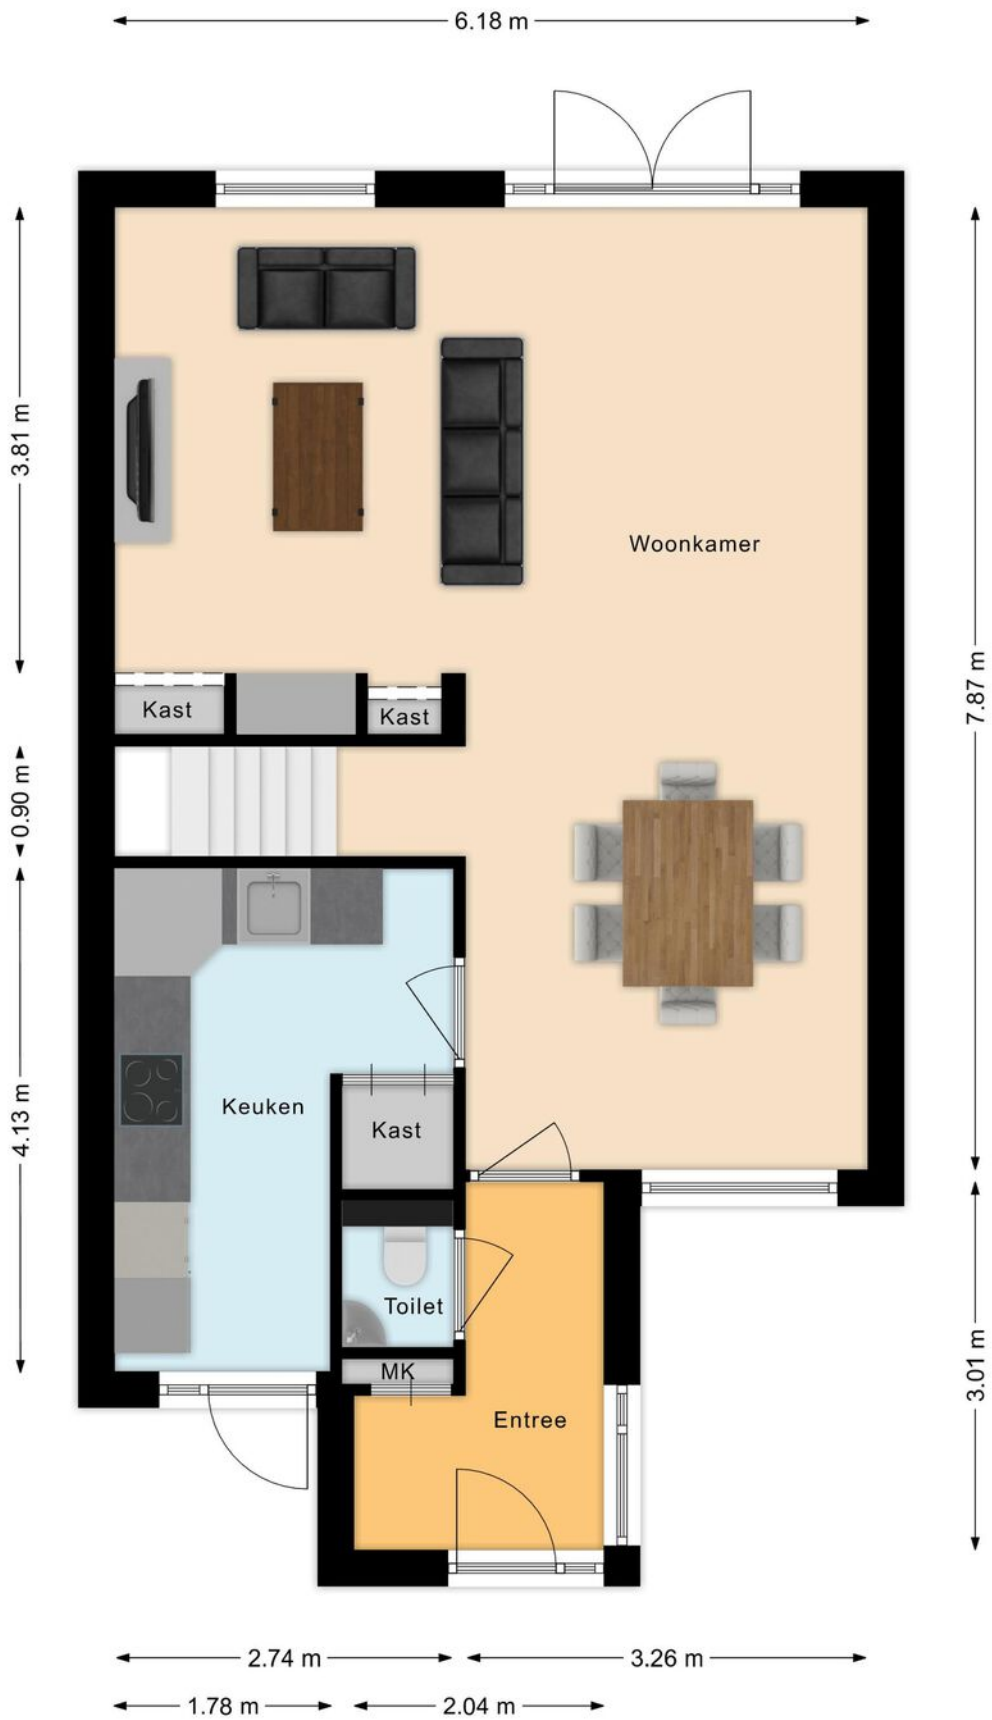 6.18 m
3.81 m
Woonkamer
7.87 m
Kast
Kast
0.90 m
4.13 m
Keuken
Kast
Toilet
MK
Entree
3.01 m
2.74 m
3.26 m
1.78 m
2.04 m